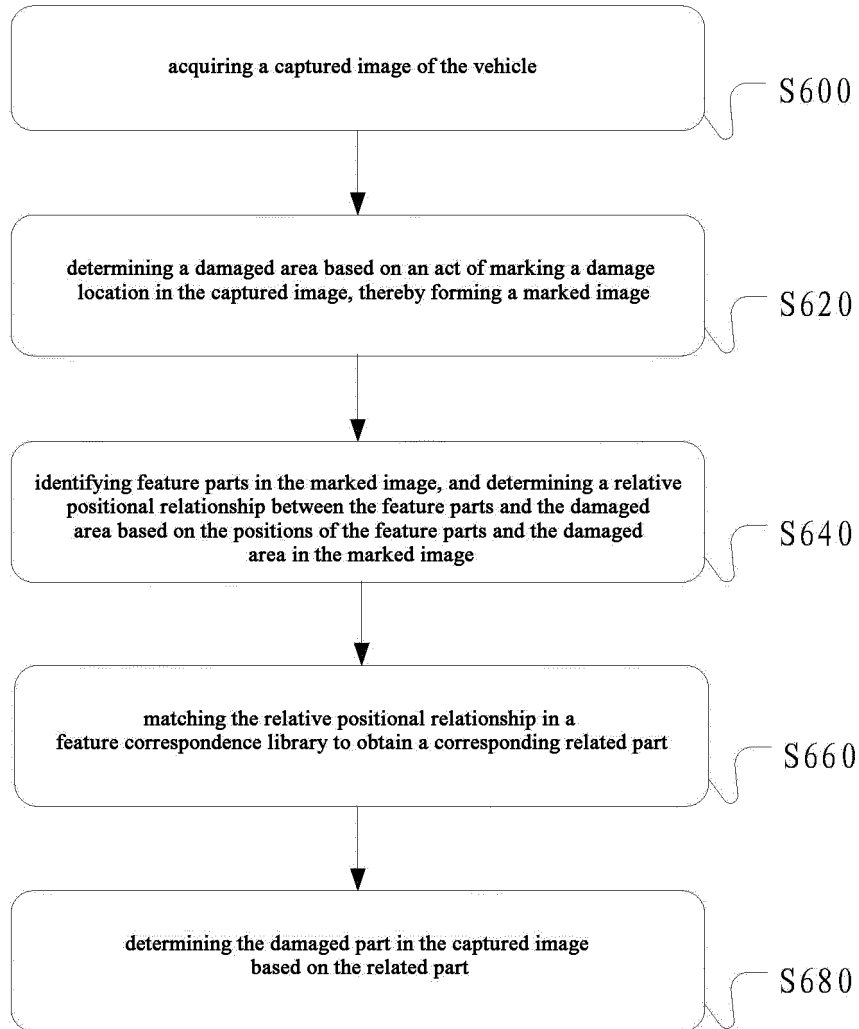 acquiring a captured image of the vehicle
S600
determining a damaged area based on an act of marking a damage
location in the captured image, thereby forming a marked image
S620
identifying feature parts in the marked image, and determining a relative
positional relationship between the feature parts and the damaged
area based on the positions of the feature parts and the damaged
area in the marked image
S640
matching the relative positional relationship in a
feature correspondence library to obtain a corresponding related part
S660
determining the damaged part in the captured image
based on the related part
S680